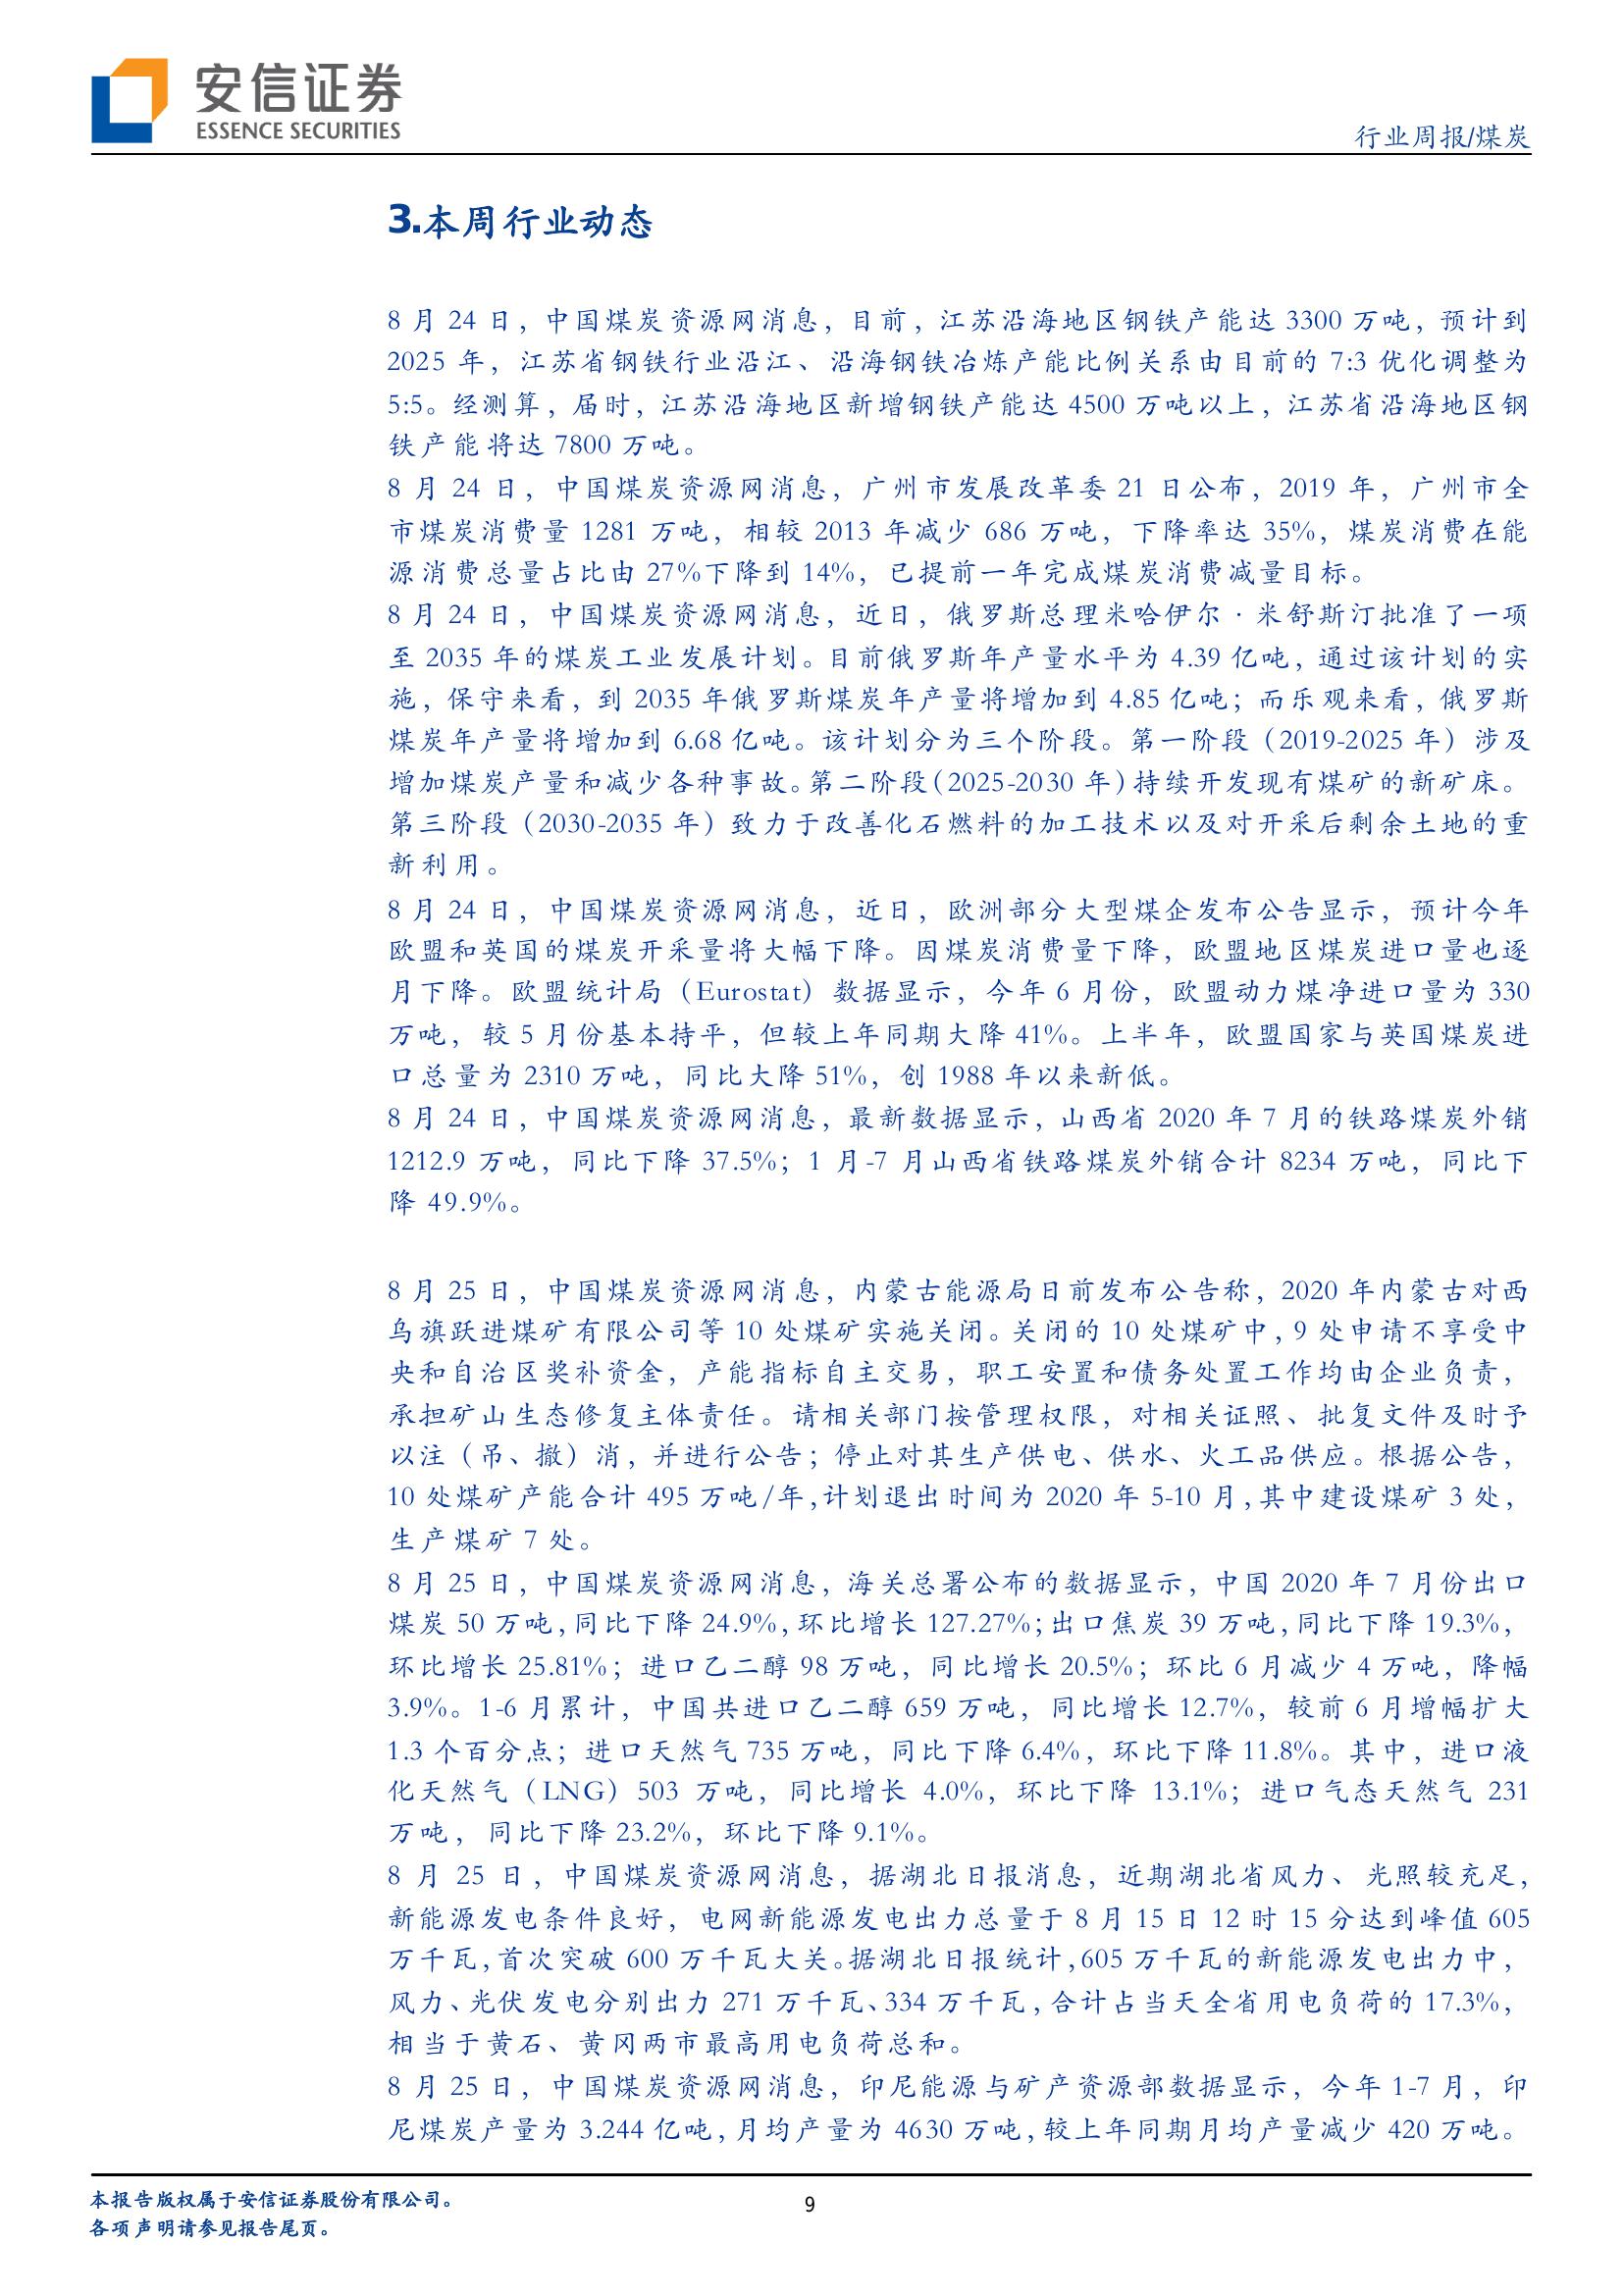 安信证券
ESSENCE SECURITIES
行业周报/煤炭
3.本周行业动态
8 月 24 日，中国煤炭资源网消息，目前，江苏沿海地区钢铁产能达 3300 万吨，预计到
2025 年，江苏省钢铁行业沿江、沿海钢铁冶炼产能比例关系由目前的 7:3 优化调整为
5:5。经测算，届时，江苏沿海地区新增钢铁产能达 4500 万吨以上，江苏省沿海地区钢
铁产能将达 7800 万吨。
8 月 24 日，中国煤炭资源网消息，广州市发展改革委 21 日公布，2019 年，广州市全
市煤炭消费量 1281 万吨，相较 2013 年减少 686 万吨，下降率达 35%，煤炭消费在能
源消费总量占比由 27%下降到 14%，已提前一年完成煤炭消费减量目标。
8 月 24 日，中国煤炭资源网消息，近日，俄罗斯总理米哈伊尔·米舒斯汀批准了一项
至 2035 年的煤炭工业发展计划。目前俄罗斯年产量水平为 4.39 亿吨，通过该计划的实
施，保守来看，到 2035 年俄罗斯煤炭年产量将增加到 4.85 亿吨；而乐观来看，俄罗斯
煤炭年产量将增加到 6.68 亿吨。该计划分为三个阶段。第一阶段（2019-2025 年）涉及
增加煤炭产量和减少各种事故。第二阶段（2025-2030 年）持续开发现有煤矿的新矿床。
第三阶段（2030-2035 年）致力于改善化石燃料的加工技术以及对开采后剩余土地的重
新利用。
8 月 24 日，中国煤炭资源网消息，近日，欧洲部分大型煤企发布公告显示，预计今年
欧盟和英国的煤炭开采量将大幅下降。因煤炭消费量下降，欧盟地区煤炭进口量也逐
月下降。欧盟统计局（Eurostat）数据显示，今年 6 月份，欧盟动力煤净进口量为 330
万吨，较 5 月份基本持平，但较上年同期大降 41%。上半年，欧盟国家与英国煤炭进
口总量为 2310 万吨，同比大降 51%，创 1988 年以来新低。
8 月 24 日，中国煤炭资源网消息，最新数据显示，山西省 2020 年 7 月的铁路煤炭外销
1212.9 万吨，同比下降 37.5%；1 月-7 月山西省铁路煤炭外销合计 8234 万吨，同比下
降 49.9%。
8 月 25 日，中国煤炭资源网消息，内蒙古能源局日前发布公告称，2020 年内蒙古对西
乌旗跃进煤矿有限公司等 10 处煤矿实施关闭。关闭的 10 处煤矿中，9 处申请不享受中
央和自治区奖补资金，产能指标自主交易，职工安置和债务处置工作均由企业负责，
承担矿山生态修复主体责任。请相关部门按管理权限，对相关证照、批复文件及时予
以注（吊、撤）消，并进行公告；停止对其生产供电、供水、火工品供应。根据公告，
10 处煤矿产能合计 495 万吨/年，计划退出时间为 2020 年 5-10 月，其中建设煤矿 3 处，
生产煤矿 7 处。
8 月 25 日，中国煤炭资源网消息，海关总署公布的数据显示，中国 2020 年 7 月份出口
煤炭 50 万吨，同比下降 24.9%，环比增长 127.27%；出口焦炭 39 万吨，同比下降 19.3%，
环比增长 25.81%；进口乙二醇 98 万吨，同比增长 20.5%；环比 6 月减少 4 万吨，降幅
3.9%。1-6 月累计，中国共进口乙二醇 659 万吨，同比增长 12.7%，较前 6 月增幅扩大
1.3 个百分点；进口天然气 735 万吨，同比下降 6.4%，环比下降 11.8%。其中，进口液
化天然气（LNG）503 万吨，同比增长 4.0%，环比下降 13.1%；进口气态天然气 231
万吨，同比下降 23.2%，环比下降 9.1%。
8 月 25 日，中国煤炭资源网消息，据湖北日报消息，近期湖北省风力、光照较充足，
新能源发电条件良好，电网新能源发电出力总量于 8 月 15 日 12 时 15 分达到峰值 605
万千瓦，首次突破 600 万千瓦大关。据湖北日报统计，605 万千瓦的新能源发电出力中，
风力、光伏发电分别出力 271 万千瓦、334 万千瓦，合计占当天全省用电负荷的 17.3%，
相当于黄石、黄冈两市最高用电负荷总和。
8 月 25 日，中国煤炭资源网消息，印尼能源与矿产资源部数据显示，今年 1-7 月，印
尼煤炭产量为 3.244 亿吨，月均产量为 4630 万吨，较上年同期月均产量减少 420 万吨。
本报告版权属于安信证券股份有限公司。
各项声明请参见报告尾页。
9